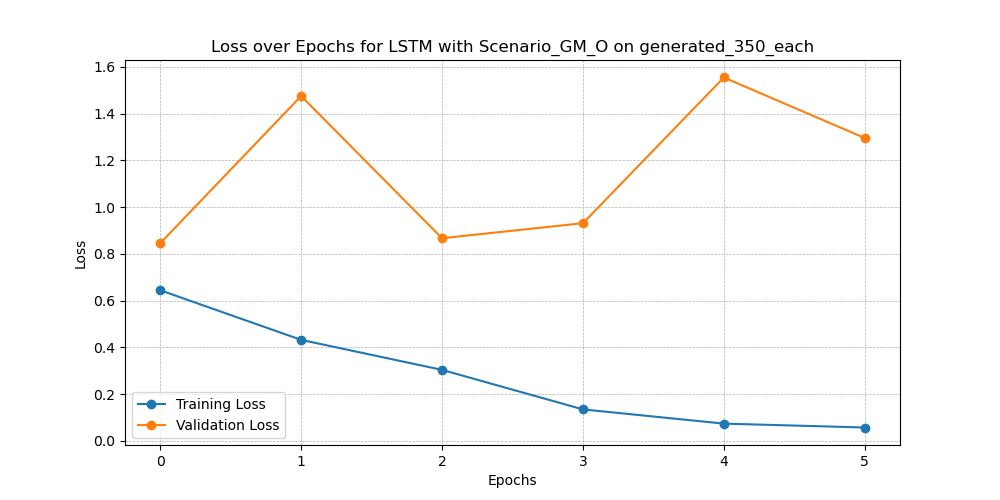 Loss over Epochs for LSTM with Scenario_GM_O on generated_350_each
1.6
1.4
1.2
1.0
0.8
0.6
0.4
0.2
0.0
Loss
Training Loss
Validation Loss
0 1 2 3 4 5
Epochs